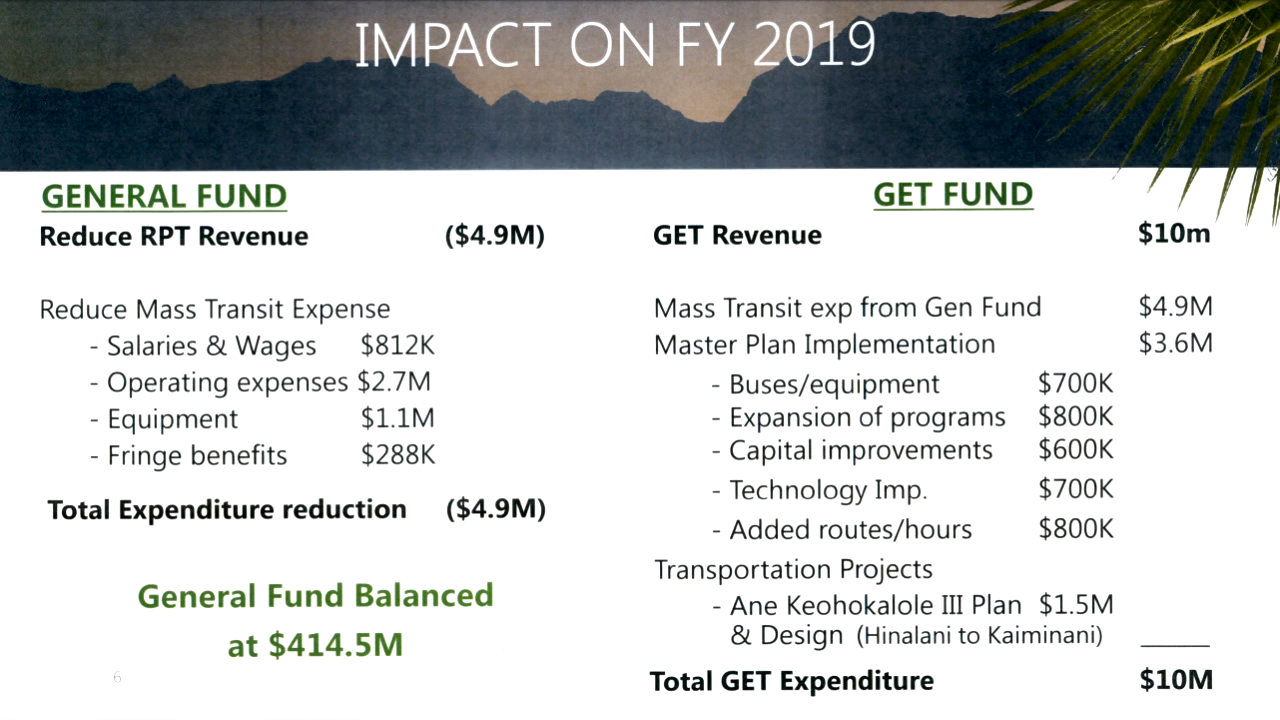 IMPACT ON FY 2019
GENERAL FUND
Reduce RPT Revenue ($4.9M)
Reduce Mass Transit Expense
- Salaries & Wages $812K
- Operating expenses $2.7M
- Equipment $1.1M
- Fringe benefits $288K
Total Expenditure reduction ($4.9M)
General Fund Balanced
at $414.5M
6
GET FUND
GET Revenue $10m
Mass Transit exp from Gen Fund $4.9M
Master Plan Implementation $3.6M
- Buses/equipment $700K
- Expansion of programs $800K
- Capital improvements $600K
- Technology Imp. $700K
- Added routes/hours $800K
Transportation Projects
- Ane Keohokalole III Plan $1.5M
& Design (Hinalani to Kaiminani)
Total GET Expenditure $10M